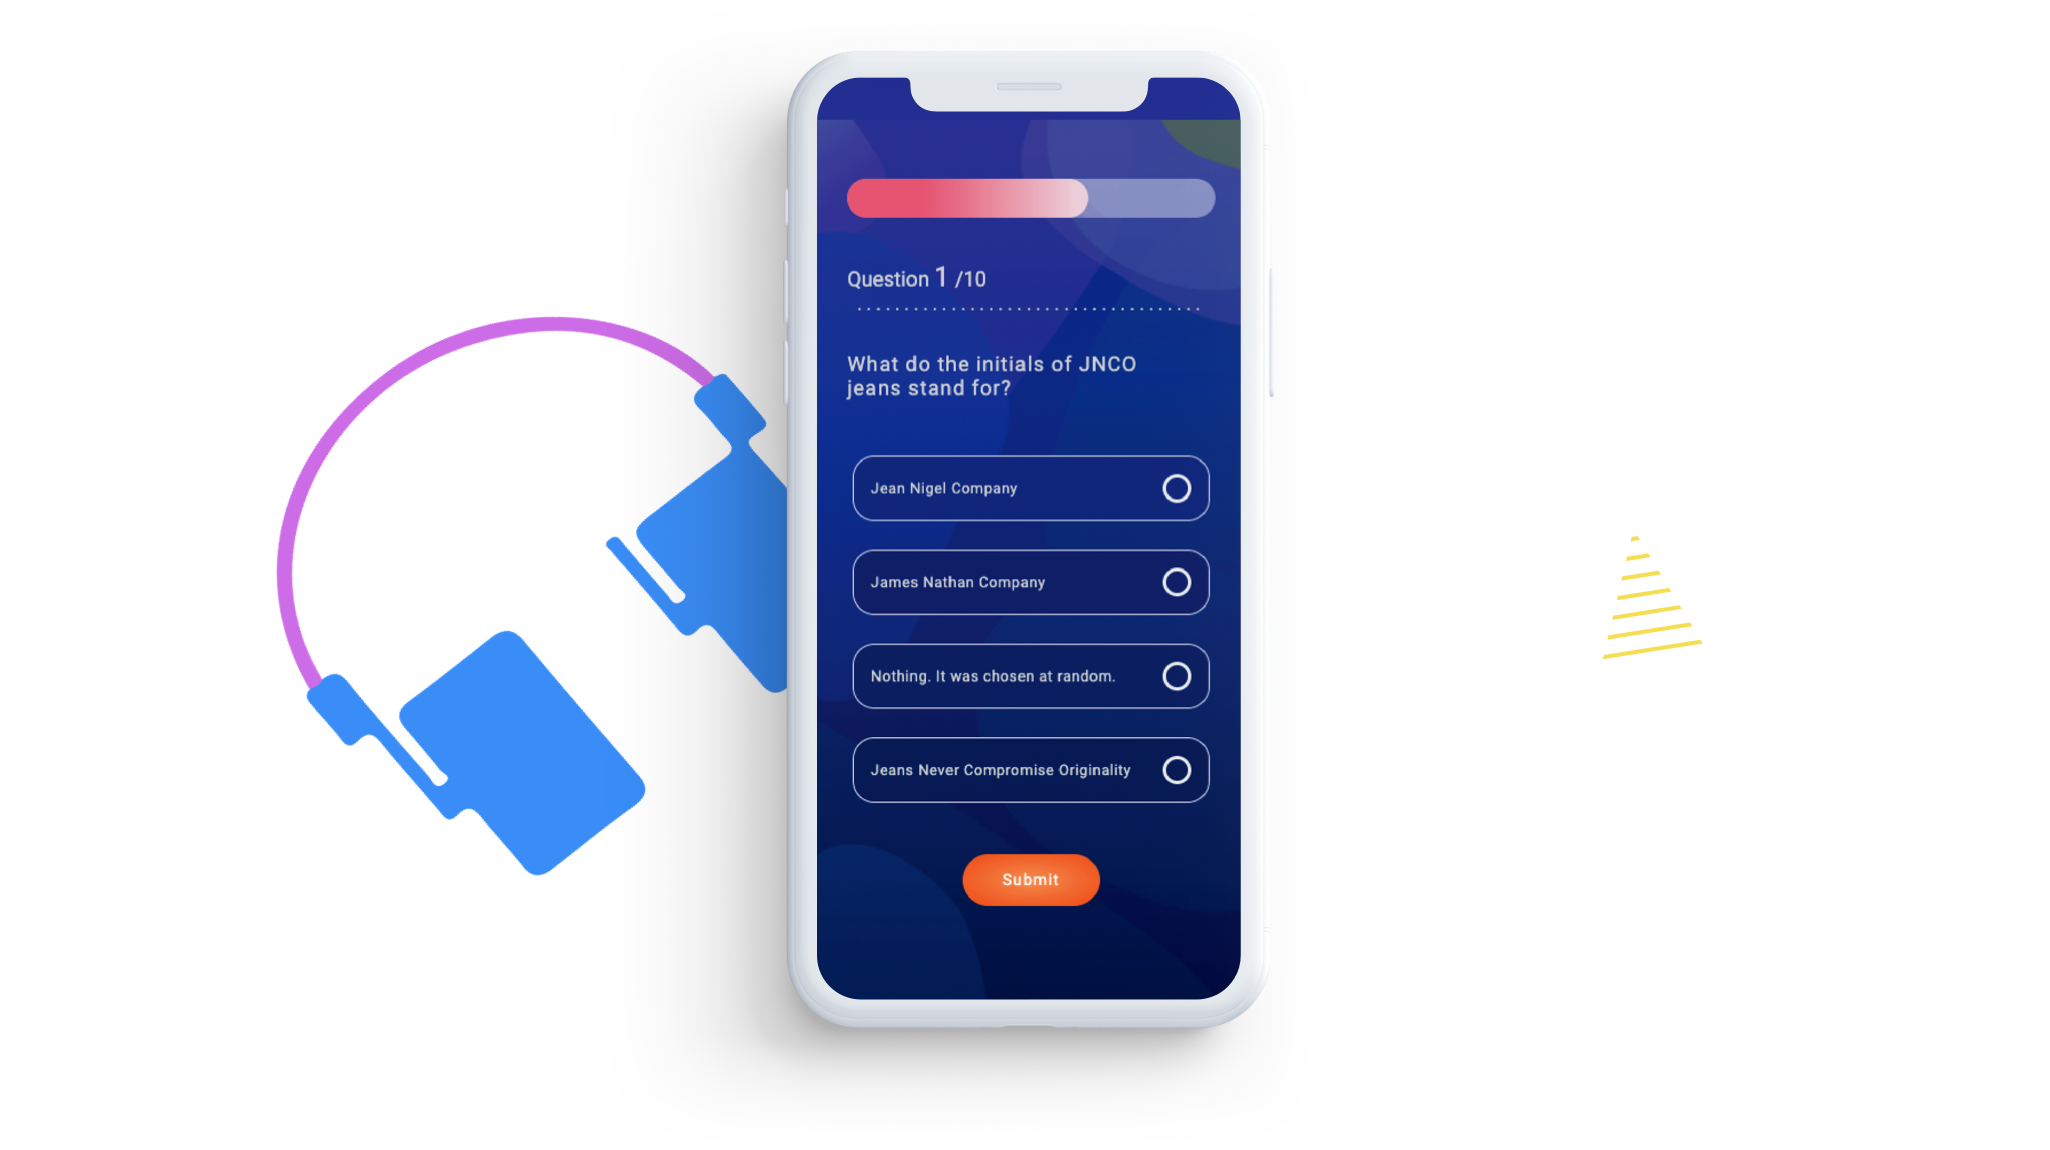 Question 1 /10
What do the initials of JNCO
jeans stand for?
Jean Nigel Company
James Nathan Company
Nothing. It was chosen at random.
Jeans Never Compromise Originality
Submit